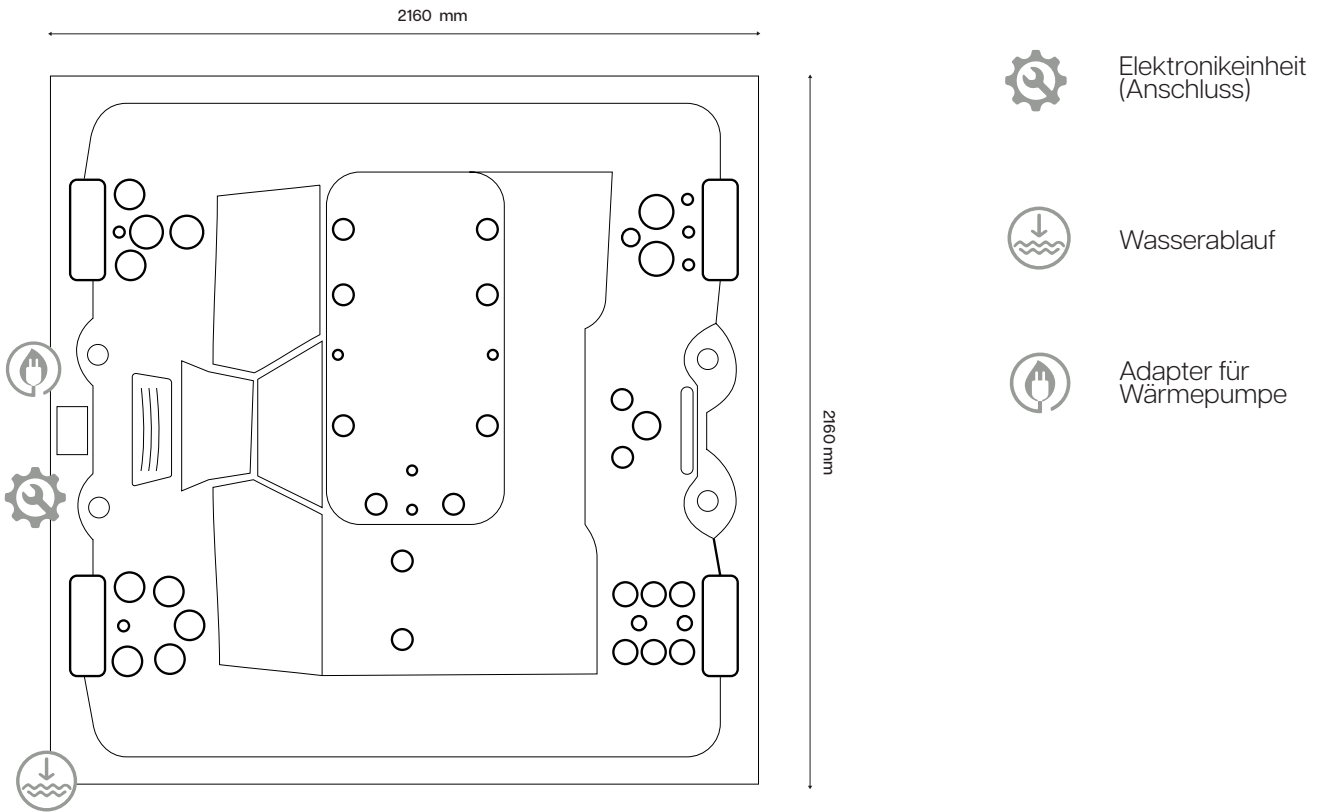 2160 mm
Elektronikeinheit
(Anschluss)
Wasserablauf
Adapter für
Wärmepumpe
2160 mm